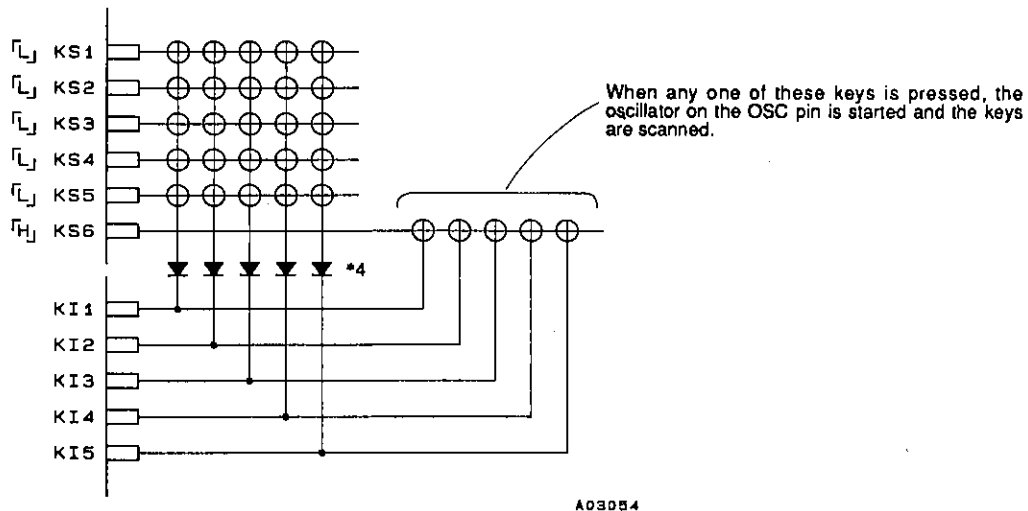 「L」 KS1
「L」 KS2
「L」 KS3
「L」 KS4
「L」 KS5
「H」 KS6
When any one of these keys is pressed, the
oscillator on the OSC pin is started and the keys
are scanned.
*4
KI1
KI2
KI3
KI4
KI5
A03054